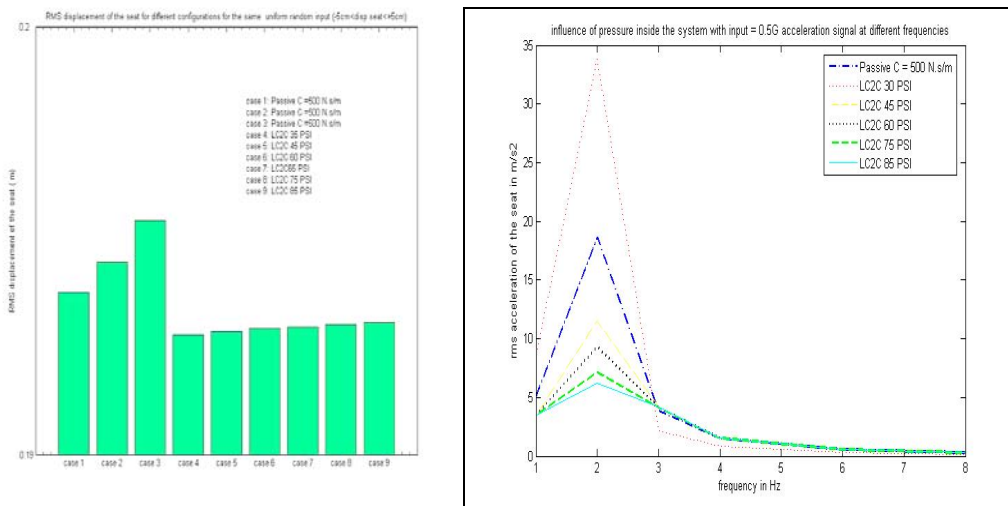 RMS displacement of the seat for different configurations for the same uniform random input (-5cm<disp seat<+5cm)
0.2
case 1: Passive C =500 N.s/m
case 2: Passive C =500 N.s/m
case 3: Passive C=500 N.s/m
case 4: LC2C 35 PSI
case 5: LC2C 45 PSI
case 6: LC2C 60 PSI
case 7: LC2C65 PSI
case 8: LC2C 75 PSI
case 9: LC2C 85 PSI
RMS displacement of the seat ( m)
0.19
case 1 case 2 case 3 case 4 case 5 case 6 case 7 case 8 case 9
influence of pressure inside the system with input = 0.5G acceleration signal at different frequencies
35
30
25
20
15
10
5
0
rms acceleration of the seat in m/s2
Passive C = 500 N.s/m
LC2C 30 PSI
LC2C 45 PSI
LC2C 60 PSI
LC2C 75 PSI
LC2C 85 PSI
1 2 3 4 5 6 7 8
frequency in Hz